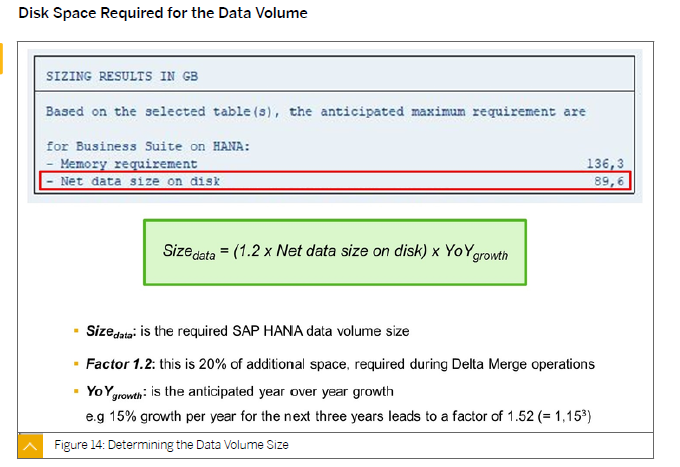 Disk Space Required for the Data Volume
SIZING RESULTS IN GB
Based on the selected table(s), the anticipated maximum requirement are
for Business Suite on HANA:
- Memory requirement 136,3
- Net data size on disk 89,6
Sizedata = (1.2 x Net data size on disk) x YoYgrowth
▪ Sizedata: is the required SAP HANA data volume size
▪ Factor 1.2: this is 20% of additional space, required during Delta Merge operations
▪ YoYgrowth: is the anticipated year over year growth
e.g 15% growth per year for the next three years leads to a factor of 1.52 (= 1,15³)
Figure 14: Determining the Data Volume Size